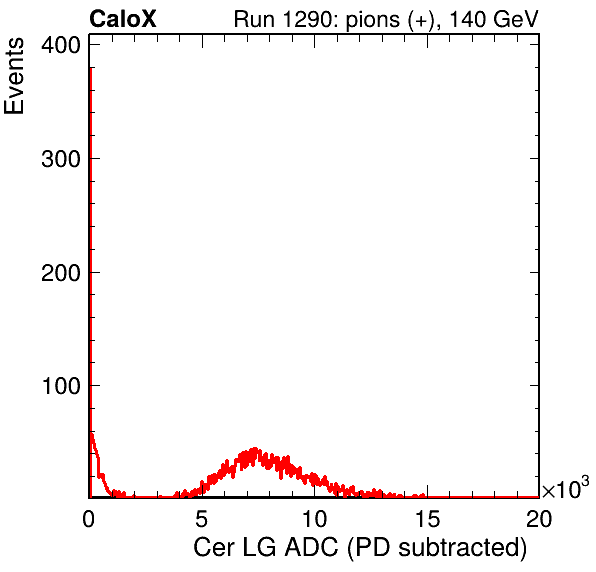 CaloX Run 1290: pions (+), 140 GeV
Events
400
300
200
100
0 5 10 15 20
×10³
Cer LG ADC (PD subtracted)